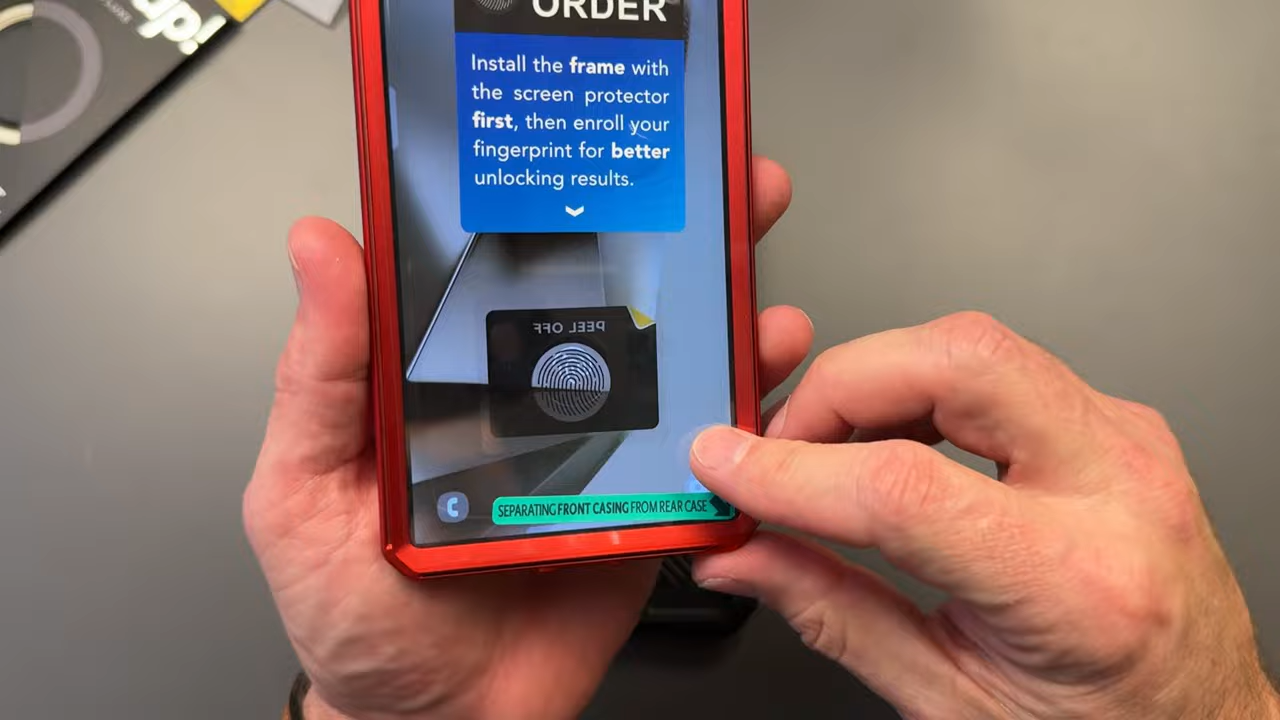 ORDER
Install the frame with
the screen protector
first, then enroll your
fingerprint for better
unlocking results.
PEEL OFF
SEPARATING FRONT CASING FROM REAR CASE